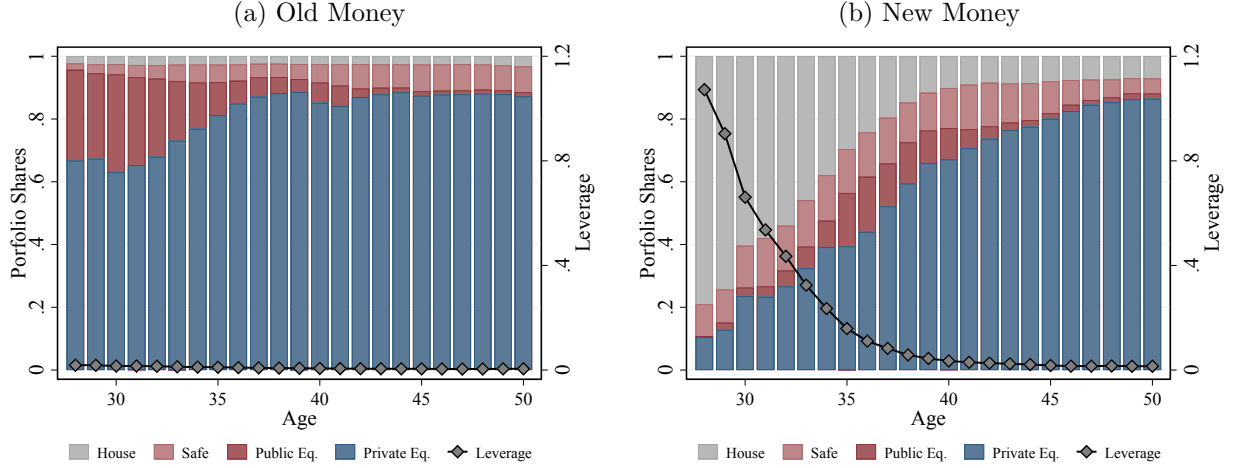 (a) Old Money
Porfolio Shares
1
.8
.6
.4
.2
0
1.2
.8
.4
0
Leverage
30 35 40 45 50
Age
House Safe Public Eq. Private Eq. Leverage
(b) New Money
Porfolio Shares
1
.8
.6
.4
.2
0
1.2
.8
.4
0
Leverage
30 35 40 45 50
Age
House Safe Public Eq. Private Eq. Leverage